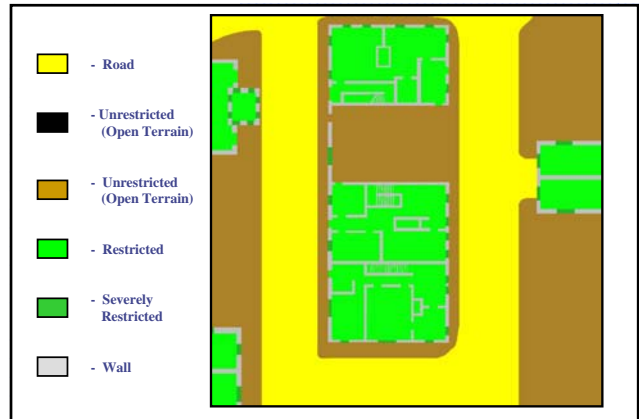 - Road
- Unrestricted
(Open Terrain)
- Unrestricted
(Open Terrain)
- Restricted
- Severely
Restricted
- Wall